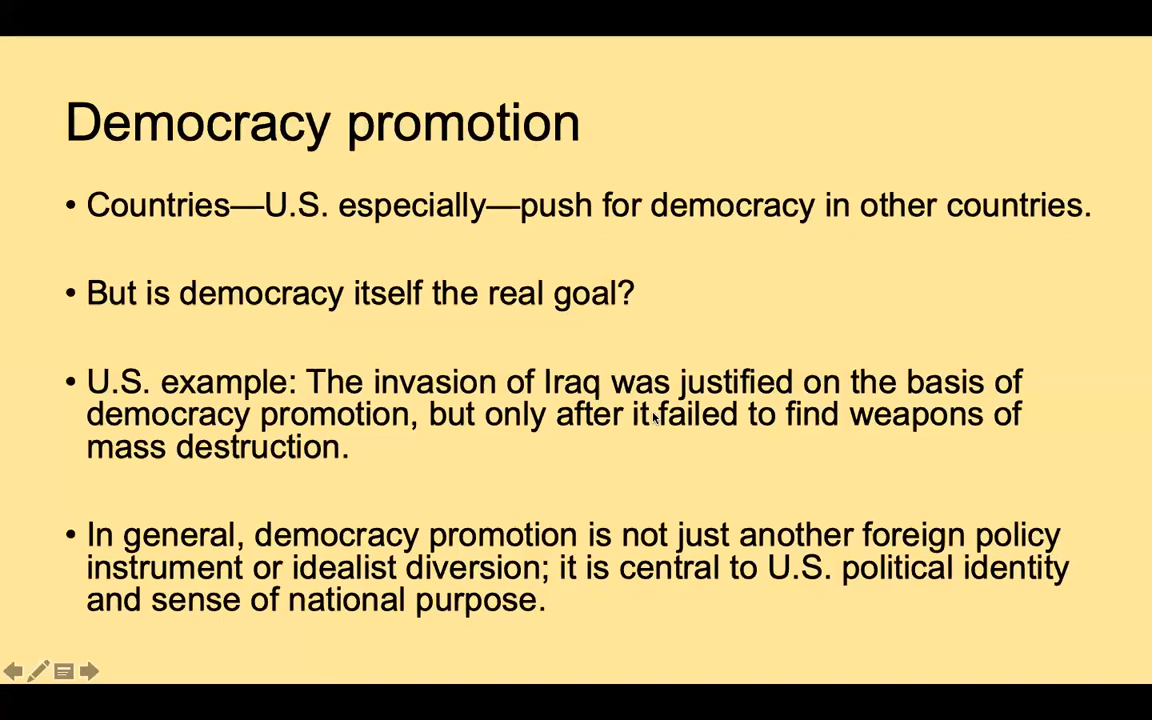 Democracy promotion
• Countries—U.S. especially—push for democracy in other countries.
• But is democracy itself the real goal?
• U.S. example: The invasion of Iraq was justified on the basis of
democracy promotion, but only after it failed to find weapons of
mass destruction.
• In general, democracy promotion is not just another foreign policy
instrument or idealist diversion; it is central to U.S. political identity
and sense of national purpose.